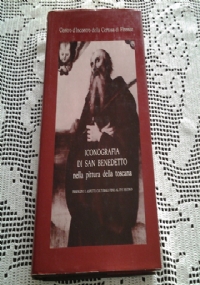 Centro d'Incontro della Certosa di Firenze
ICONOGRAFIA
DI SAN BENEDETTO
nella pittura della toscana